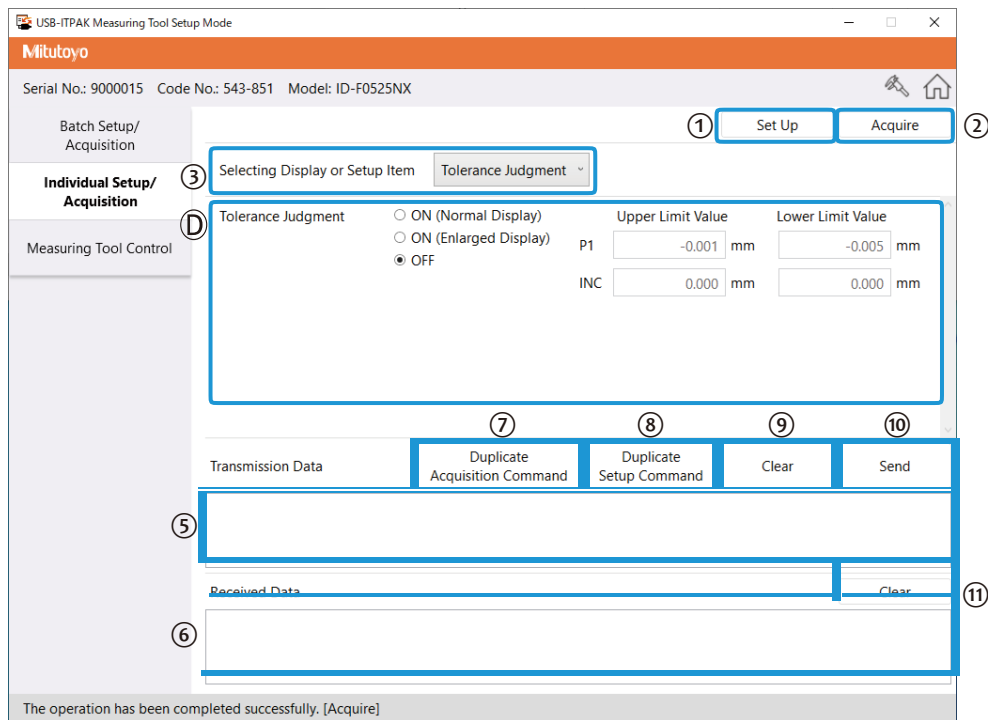 USB-ITPAK Measuring Tool Setup Mode
Mitutoyo
Serial No.: 9000015 Code No.: 543-851 Model: ID-F0525NX
Batch Setup/
Acquisition
Individual Setup/
Acquisition
Measuring Tool Control
① Set Up Acquire ②
③ Selecting Display or Setup Item Tolerance Judgment
D
Tolerance Judgment ON (Normal Display) Upper Limit Value Lower Limit Value
ON (Enlarged Display) P1 -0.001 mm -0.005 mm
OFF
INC 0.000 mm 0.000 mm
⑦ ⑧ ⑨ ⑩
Transmission Data
Duplicate
Acquisition Command
Duplicate
Setup Command
Clear
Send
⑤
Received Data Clear ⑪
⑥
The operation has been completed successfully. [Acquire]